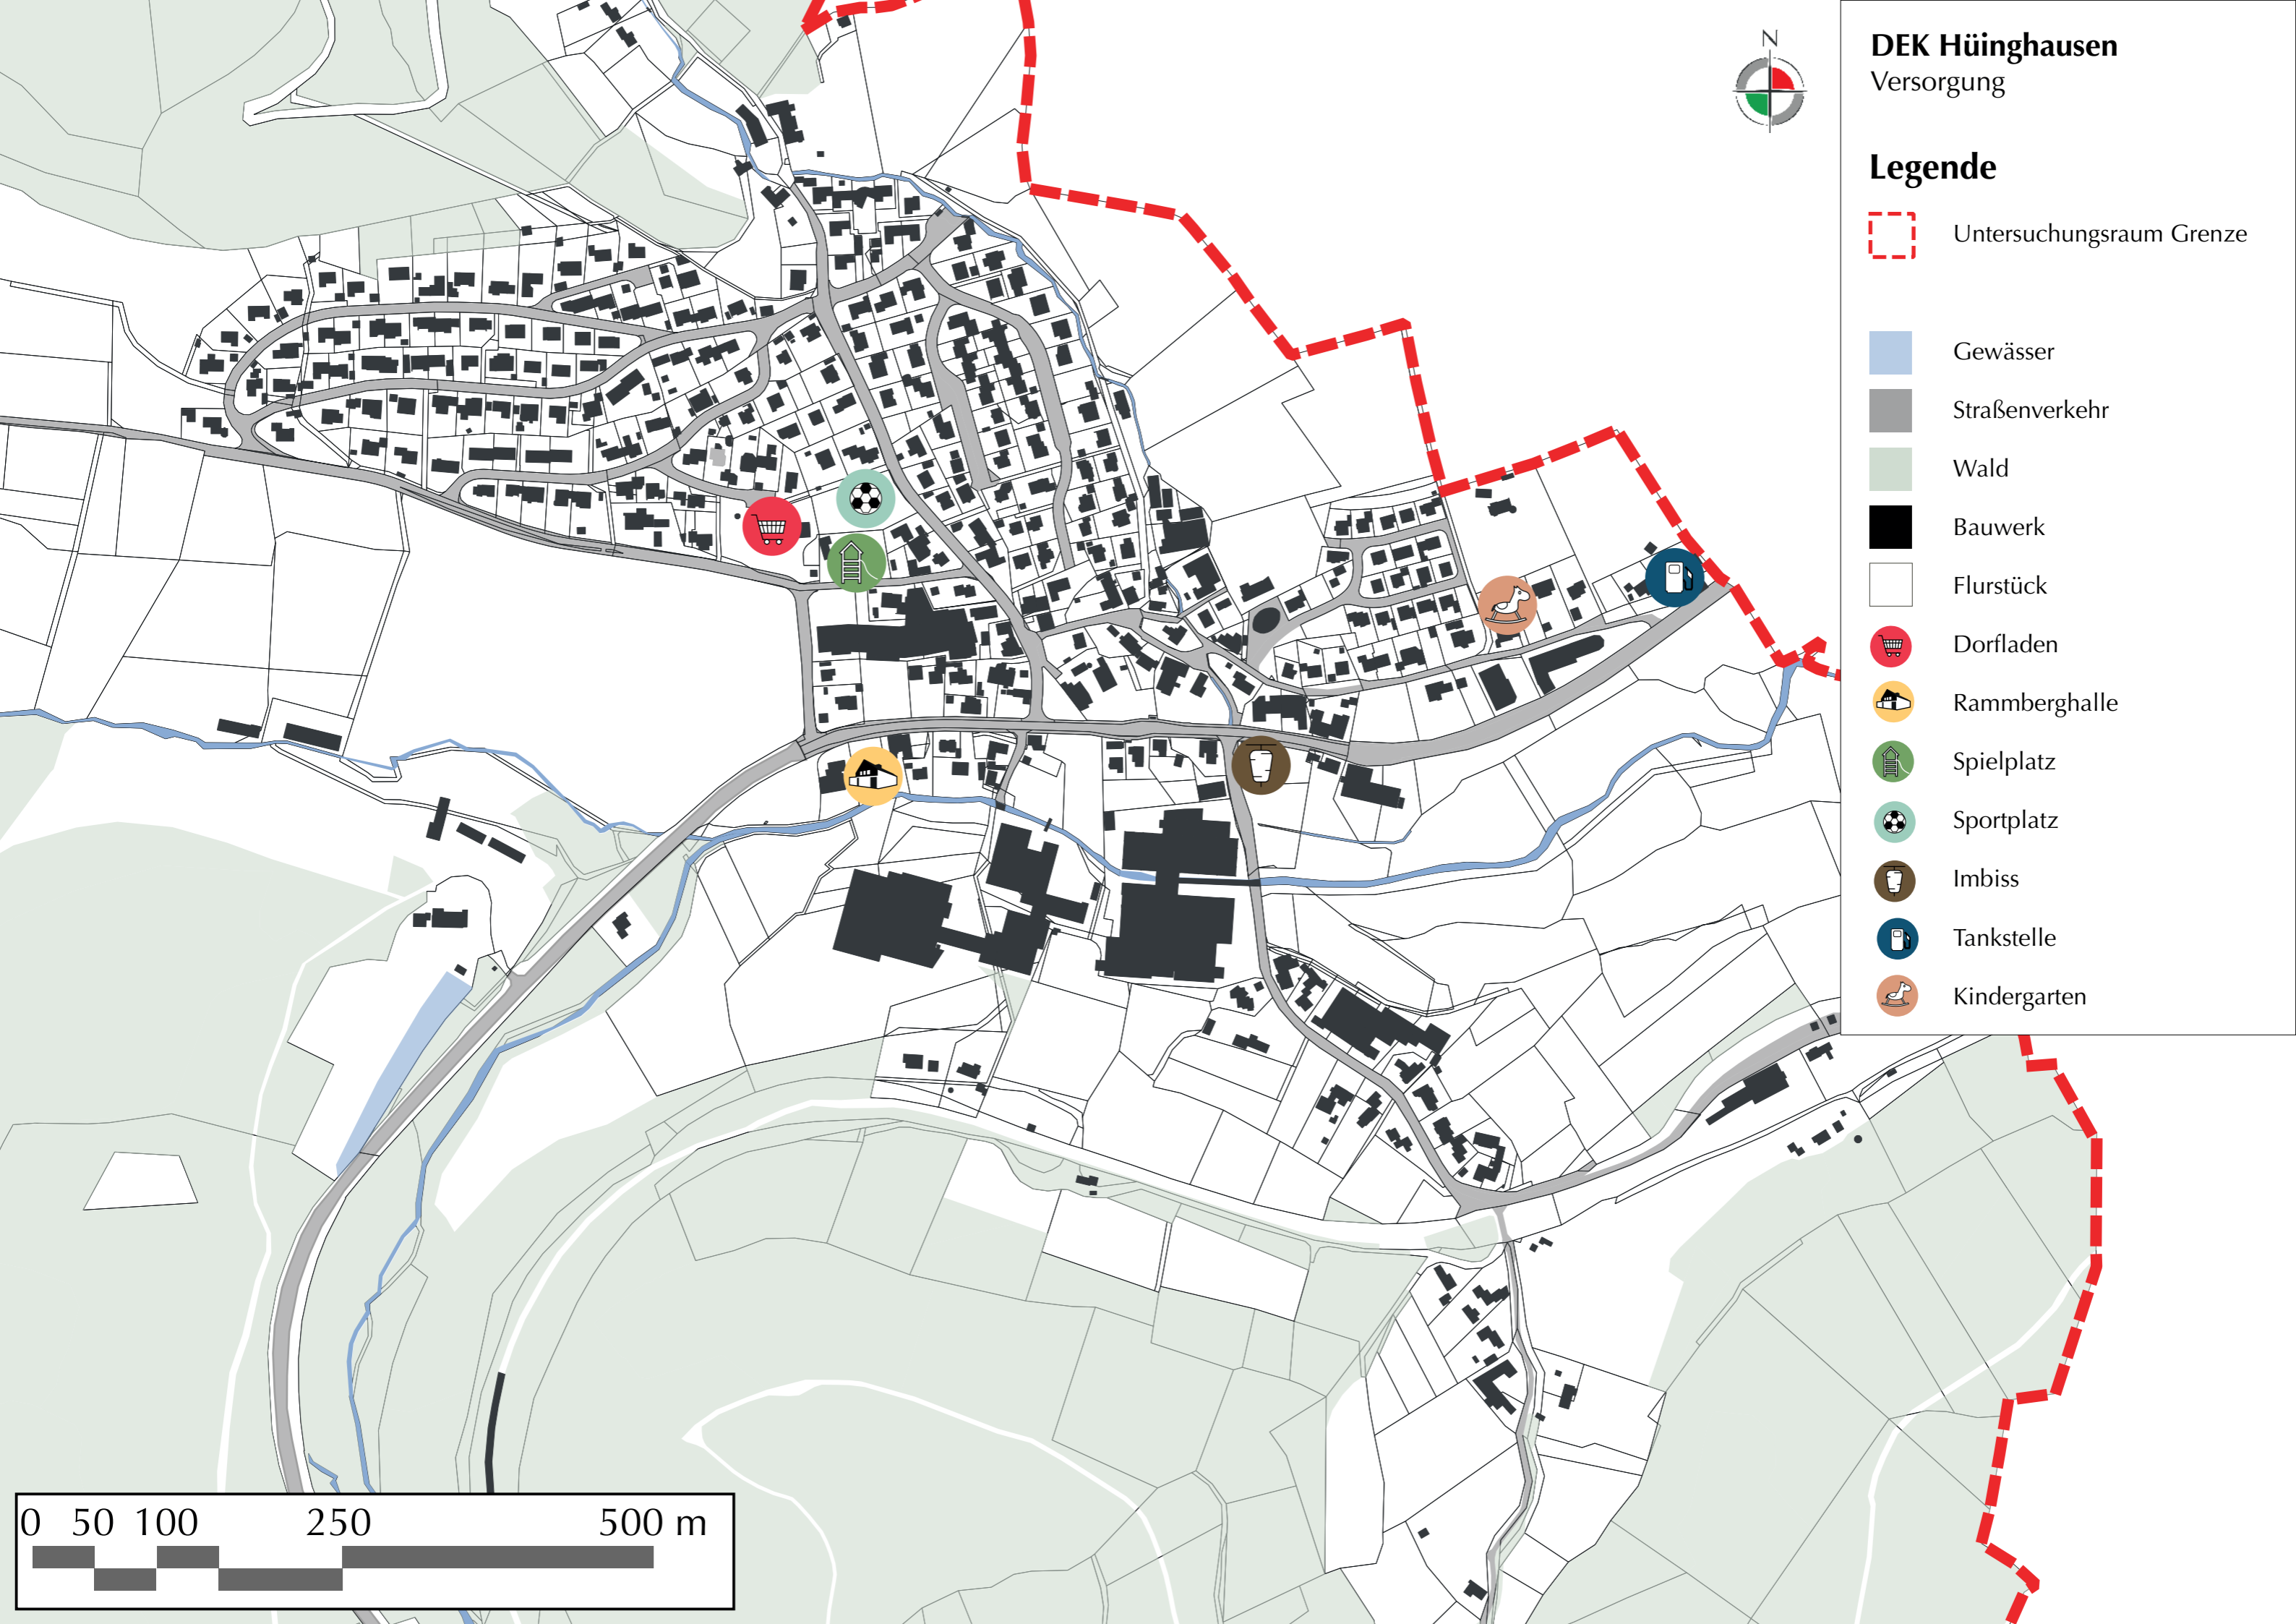 N
DEK Hüinghausen
Versorgung
Legende
Untersuchungsraum Grenze
Gewässer
Straßenverkehr
Wald
Bauwerk
Flurstück
Dorfladen
Rammberghalle
Spielplatz
Sportplatz
Imbiss
Tankstelle
Kindergarten
0 50 100 250 500 m